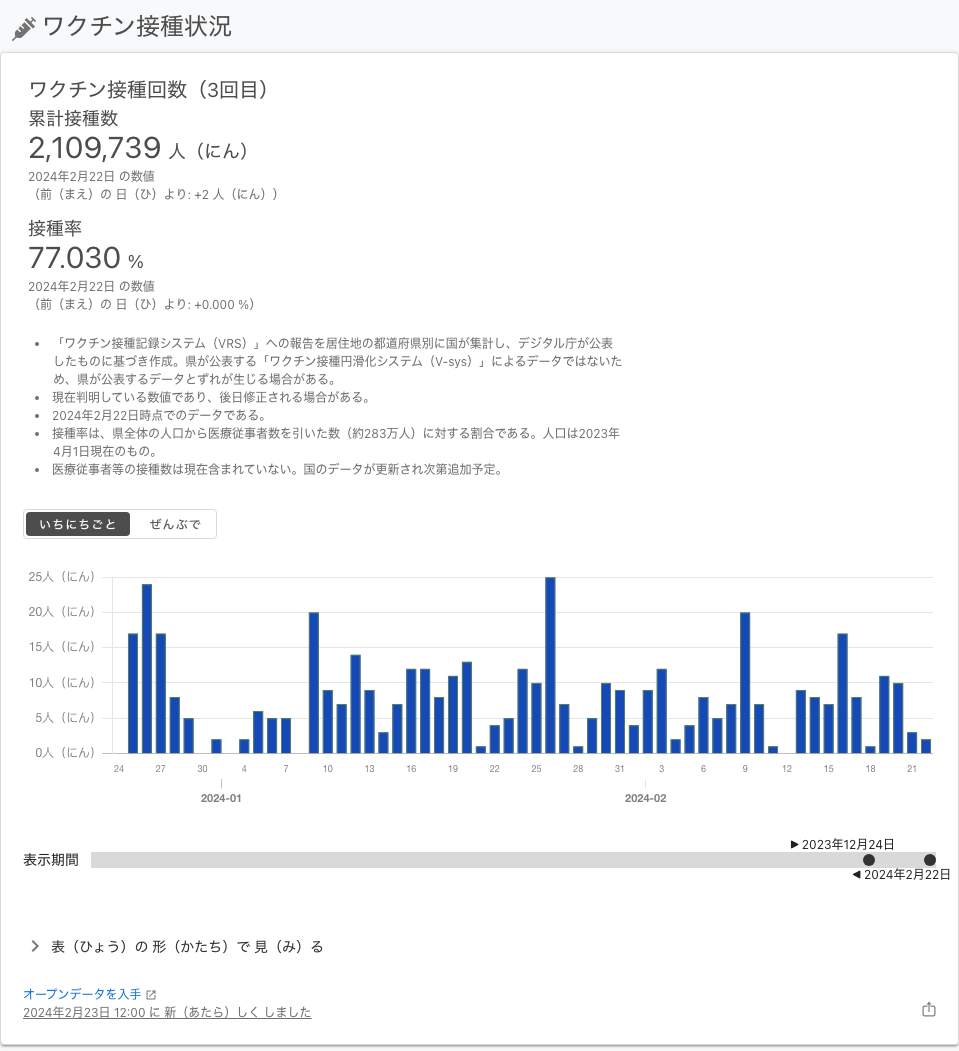 ワクチン接種状況
ワクチン接種回数（3回目）
累計接種数
2,109,739 人（にん）
2024年2月22日 の数値
（前（まえ）の 日（ひ）より: +2 人（にん））
接種率
77.030 %
2024年2月22日 の数値
（前（まえ）の 日（ひ）より: +0.000 %）
• 「ワクチン接種記録システム（VRS）」への報告を居住地の都道府県別に国が集計し、デジタル庁が公表
したものに基づき作成。県が公表する「ワクチン接種円滑化システム（V-sys）」によるデータではないた
め、県が公表するデータとずれが生じる場合がある。
• 現在判明している数値であり、後日修正される場合がある。
• 2024年2月22日時点でのデータである。
• 接種率は、県全体の人口から医療従事者数を引いた数（約283万人）に対する割合である。人口は2023年
4月1日現在のもの。
• 医療従事者等の接種数は現在含まれていない。国のデータが更新され次第追加予定。
いちにちごと ぜんぶで
25人（にん）
20人（にん）
15人（にん）
10人（にん）
5人（にん）
0人（にん）
24 27 30 4 7 10 13 16 19 22 25 28 31 3 6 9 12 15 18 21
2024-01 2024-02
▶ 2023年12月24日
表示期間
◀ 2024年2月22日
表（ひょう）の 形（かたち）で 見（み）る
オープンデータを入手
2024年2月23日 12:00 に 新（あたら）しく しました